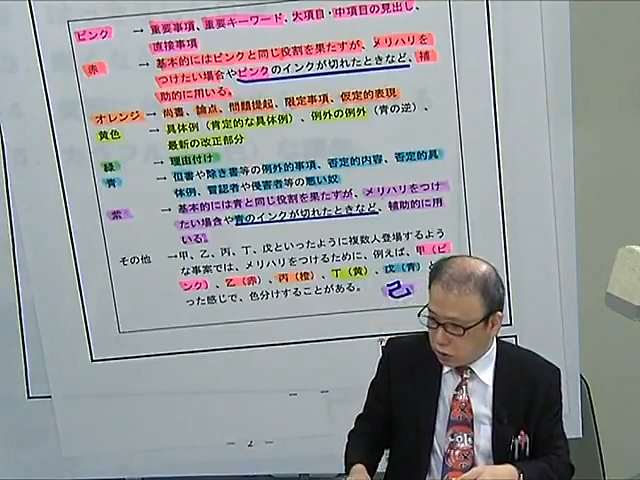 ピンク → 重要事項、重要キーワード、大項目・中項目の見出し、
直接事項
赤 → 基本的にはピンクと同じ役割を果たすが、メリハリを
つけたい場合やピンクのインクが切れたときなど、補
助的に用いる。
オレンジ → 尚書、論点、問題提起、限定事項、仮定的表現
黄色 → 具体例(肯定的な具体例)、例外の例外(青の逆)、
最新の改正部分
緑 → 理由付け
青 → 但書や除き書等の例外的事項、否定的内容、否定的具
体例、冒認者や侵害者等の悪い奴
紫 → 基本的には青と同じ役割を果たすが、メリハリをつけ
たい場合や青のインクが切れたときなど、補助的に用
いる。
その他 →甲、乙、丙、丁、戊といったように複数人登場するよう
な事案では、メリハリをつけるために、例えば、甲(ピ
ンク)、乙(赤)、丙(橙)、丁(黄)、戊(青)と
った感じで、色分けすることがある。
己
- 7 -